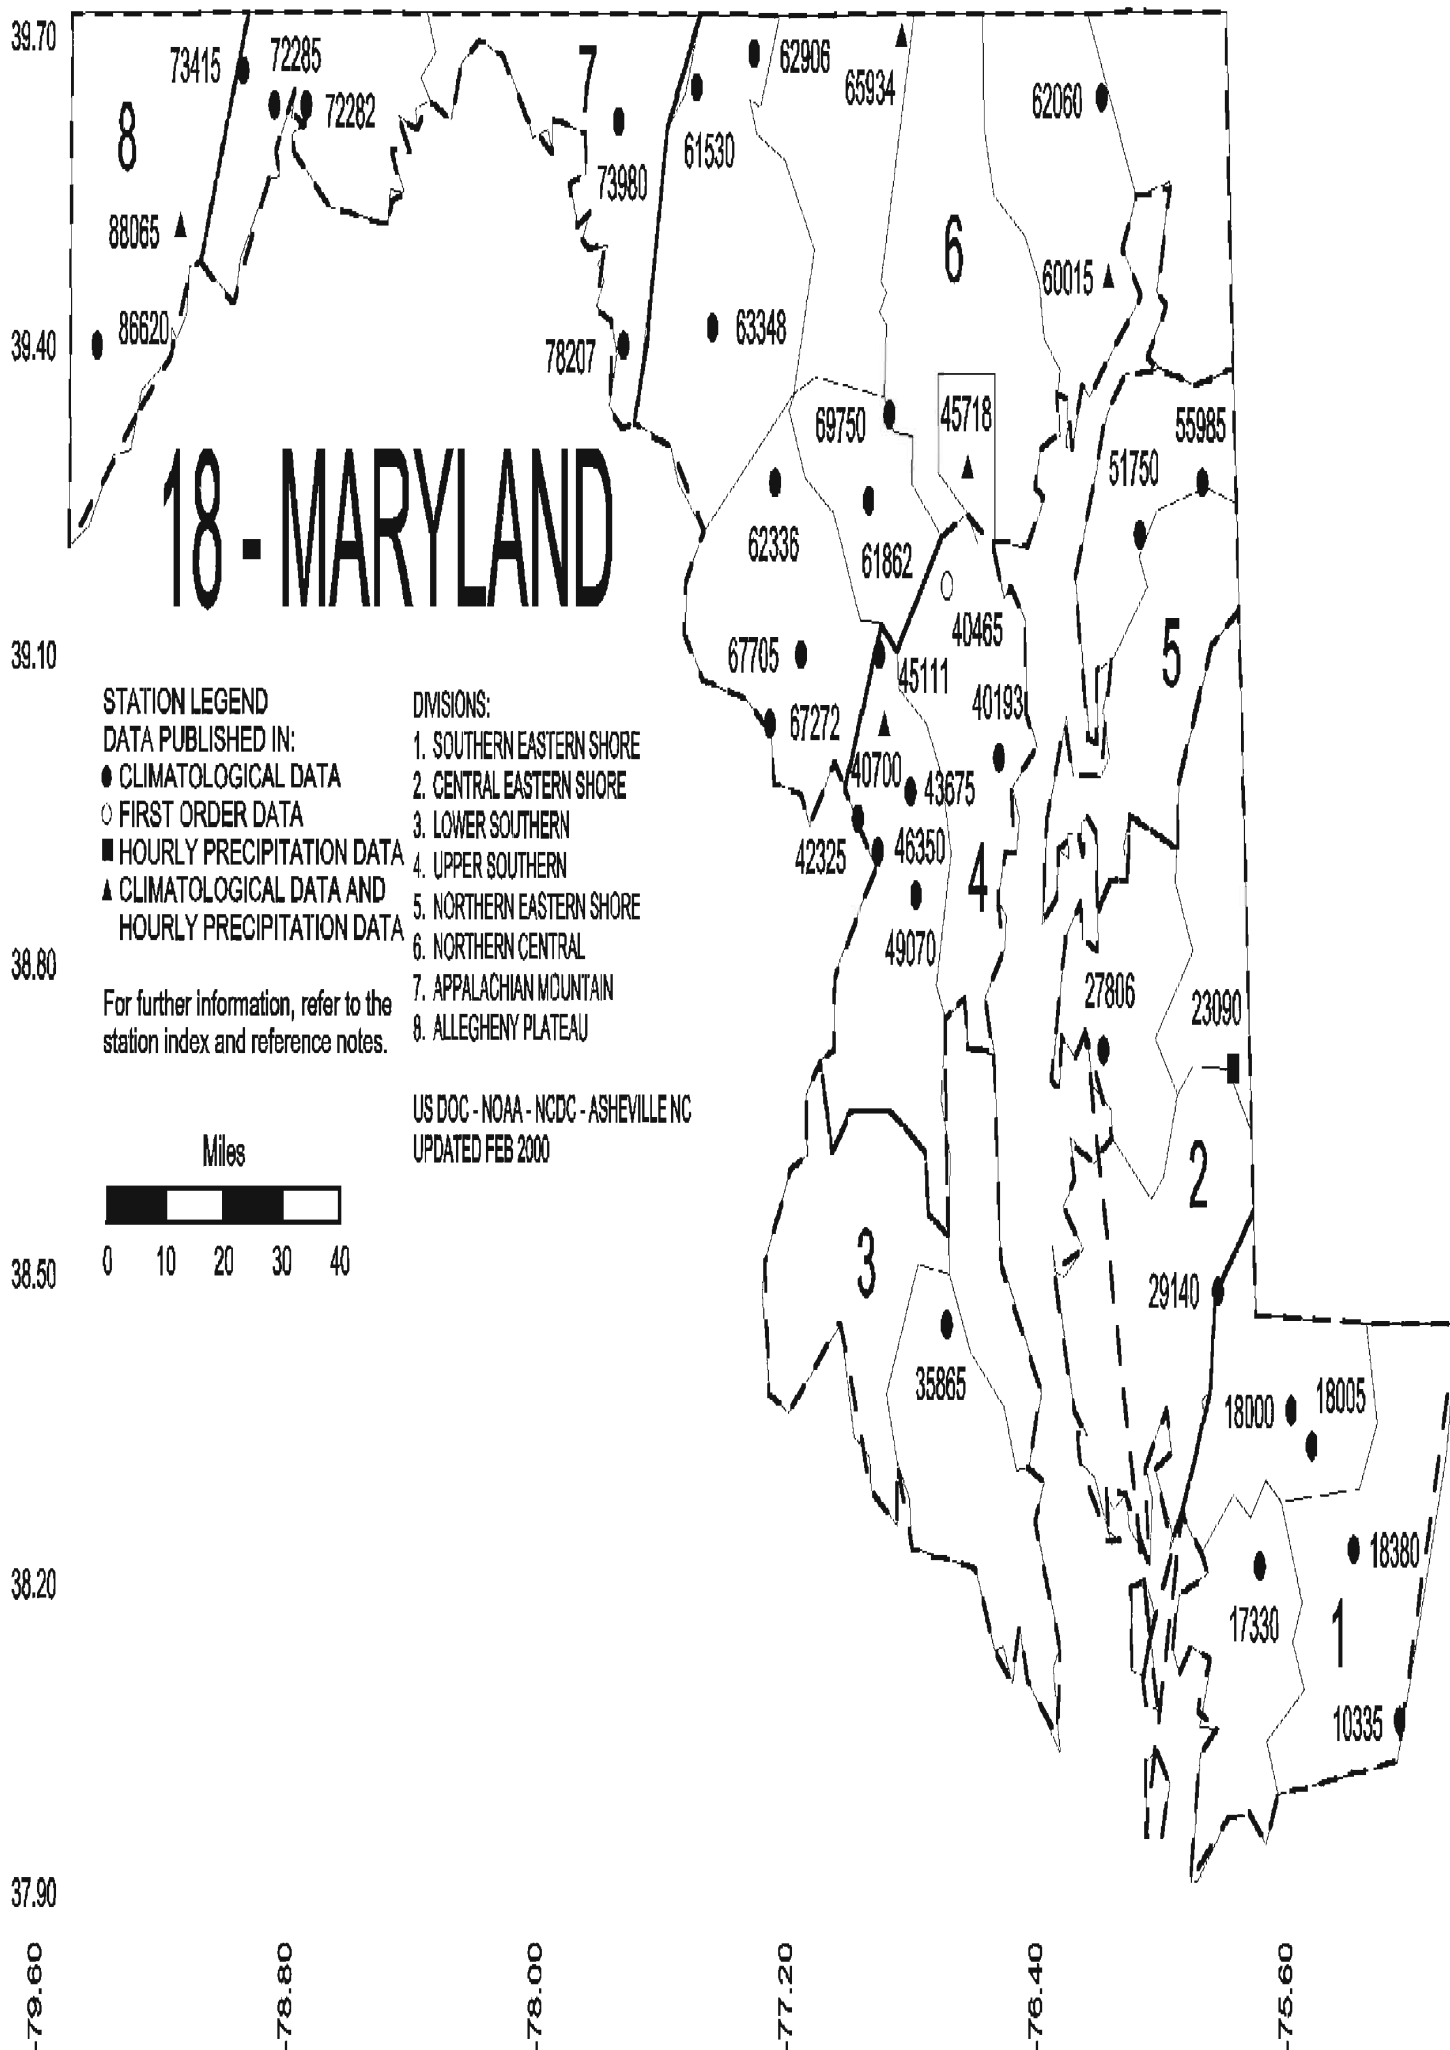 39.70
73415
72285
72282
7
62906
65934
62060
8
61530
73980
88065
6
60015
86620
39.40
78207
63348
69750
45718
55985
51750
18 - MARYLAND
62336
61862
40465
39.10
67705
45111
5
40193
67272
40700
43675
42325
46350
4
49070
STATION LEGEND
DATA PUBLISHED IN:
CLIMATOLOGICAL DATA
FIRST ORDER DATA
HOURLY PRECIPITATION DATA
CLIMATOLOGICAL DATA AND
HOURLY PRECIPITATION DATA
For further information, refer to the
station index and reference notes.
DIVISIONS:
1. SOUTHERN EASTERN SHORE
2. CENTRAL EASTERN SHORE
3. LOWER SOUTHERN
4. UPPER SOUTHERN
5. NORTHERN EASTERN SHORE
6. NORTHERN CENTRAL
7. APPALACHIAN MOUNTAIN
8. ALLEGHENY PLATEAU
US DOC - NOAA - NCDC - ASHEVILLE NC
UPDATED FEB 2000
38.80
27806
23090
Miles
0 10 20 30 40
2
3
38.50
29140
35865
18000
18005
18380
38.20
17330
1
10335
37.90
-79.60
-78.80
-78.00
-77.20
-76.40
-75.60